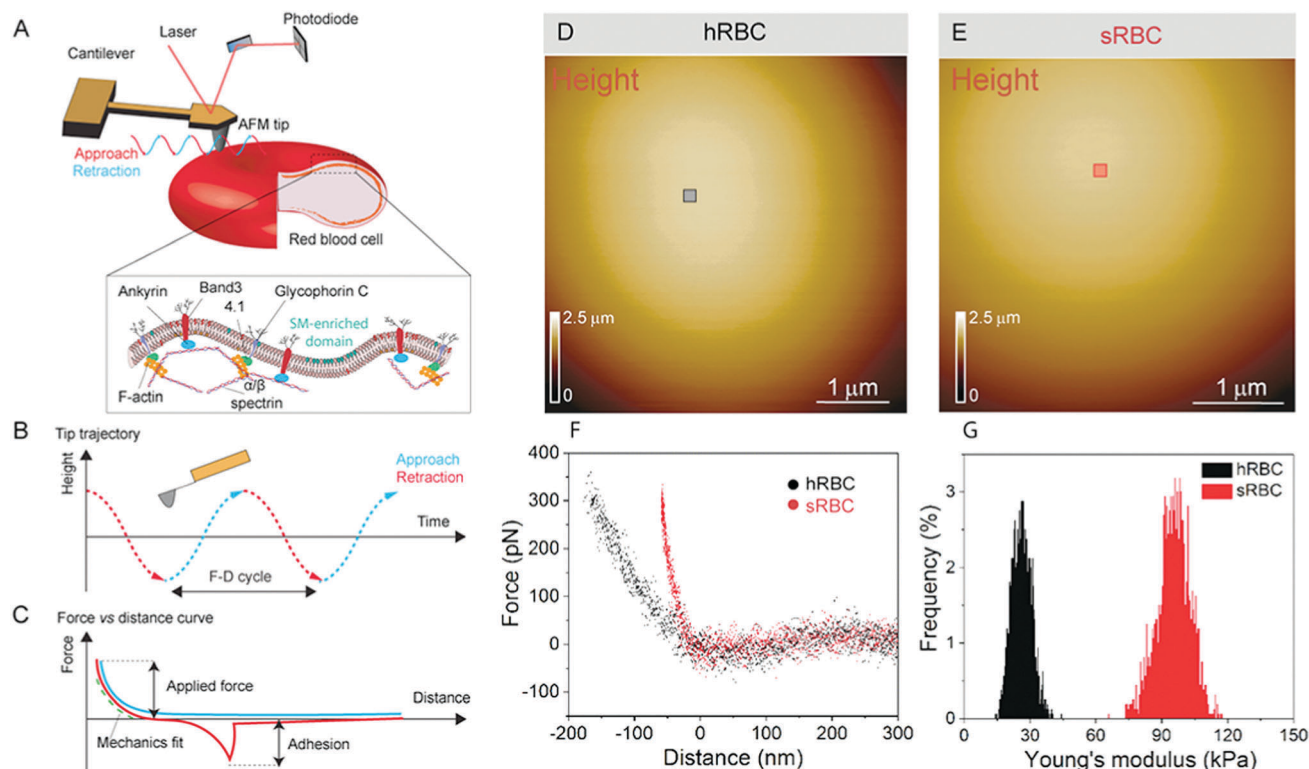 A
Photodiode
Laser
Cantilever
AFM tip
Approach
Retraction
Red blood cell
Ankyrin
Band3
4.1
Glycophorin C
SM-enriched
domain
F-actin
α/β
spectrin
B
Tip trajectory
Height
Approach
Retraction
Time
F-D cycle
C
Force vs distance curve
Force
Applied force
Distance
Mechanics fit
Adhesion
D
hRBC
Height
2.5 μm
0
1 μm
E
sRBC
Height
2.5 μm
0
1 μm
F
400
300
200
100
0
-100
Force (pN)
hRBC
sRBC
-200
-100
0
100
200
300
Distance (nm)
G
3
2
1
0
Frequency (%)
hRBC
sRBC
0
30
60
90
120
150
Young's modulus (kPa)